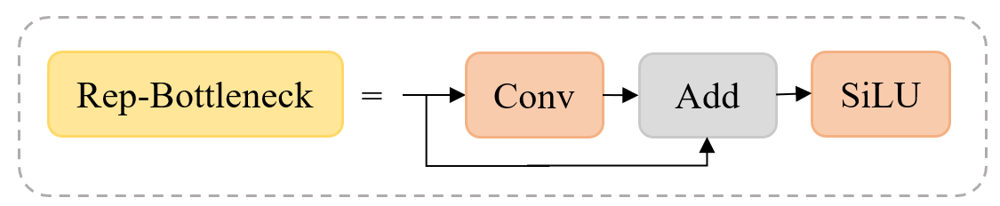 Rep-Bottleneck = Conv Add SiLU